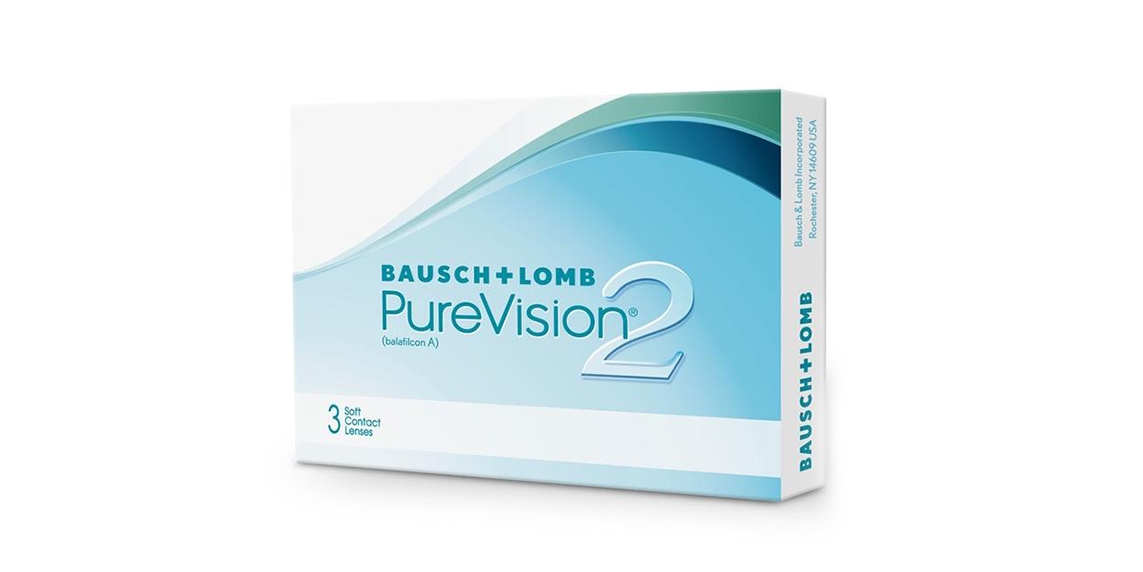 BAUSCH+LOMB
PureVision®2
(balafilcon A)
3 Soft
Contact
Lenses
Bausch & Lomb Incorporated
Rochester, NY 14609 USA
BAUSCH+LOMB